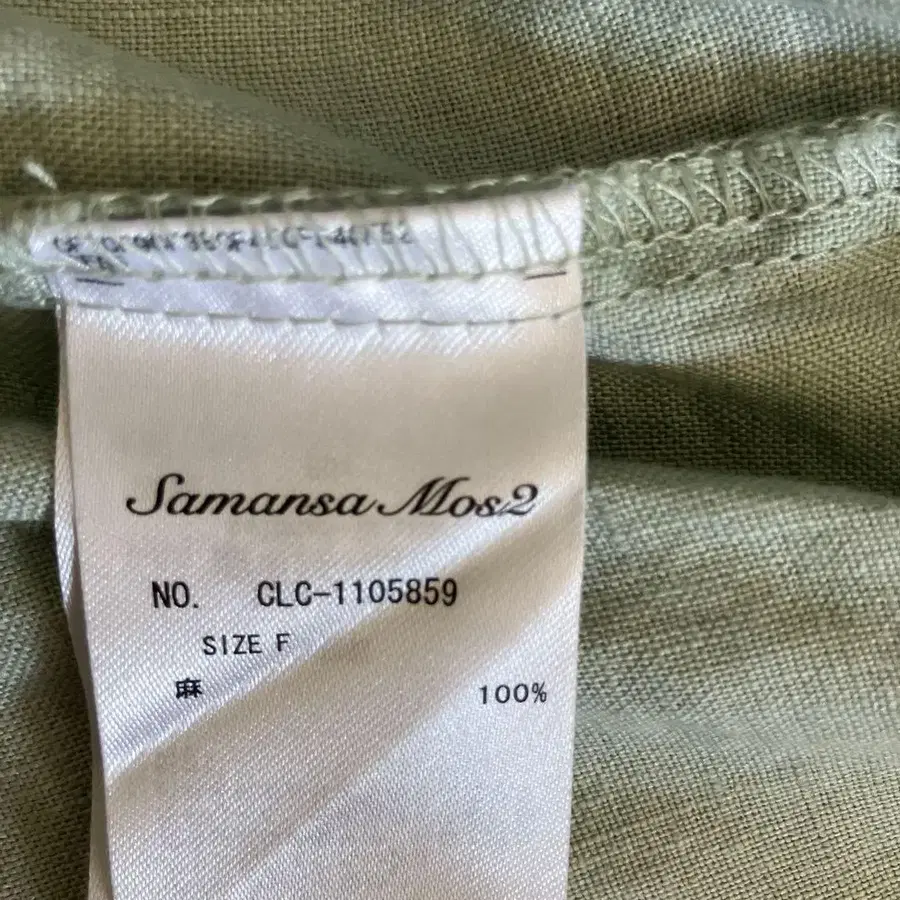 Samansa Mos2
NO. CLC-1105859
SIZE F
麻 100%